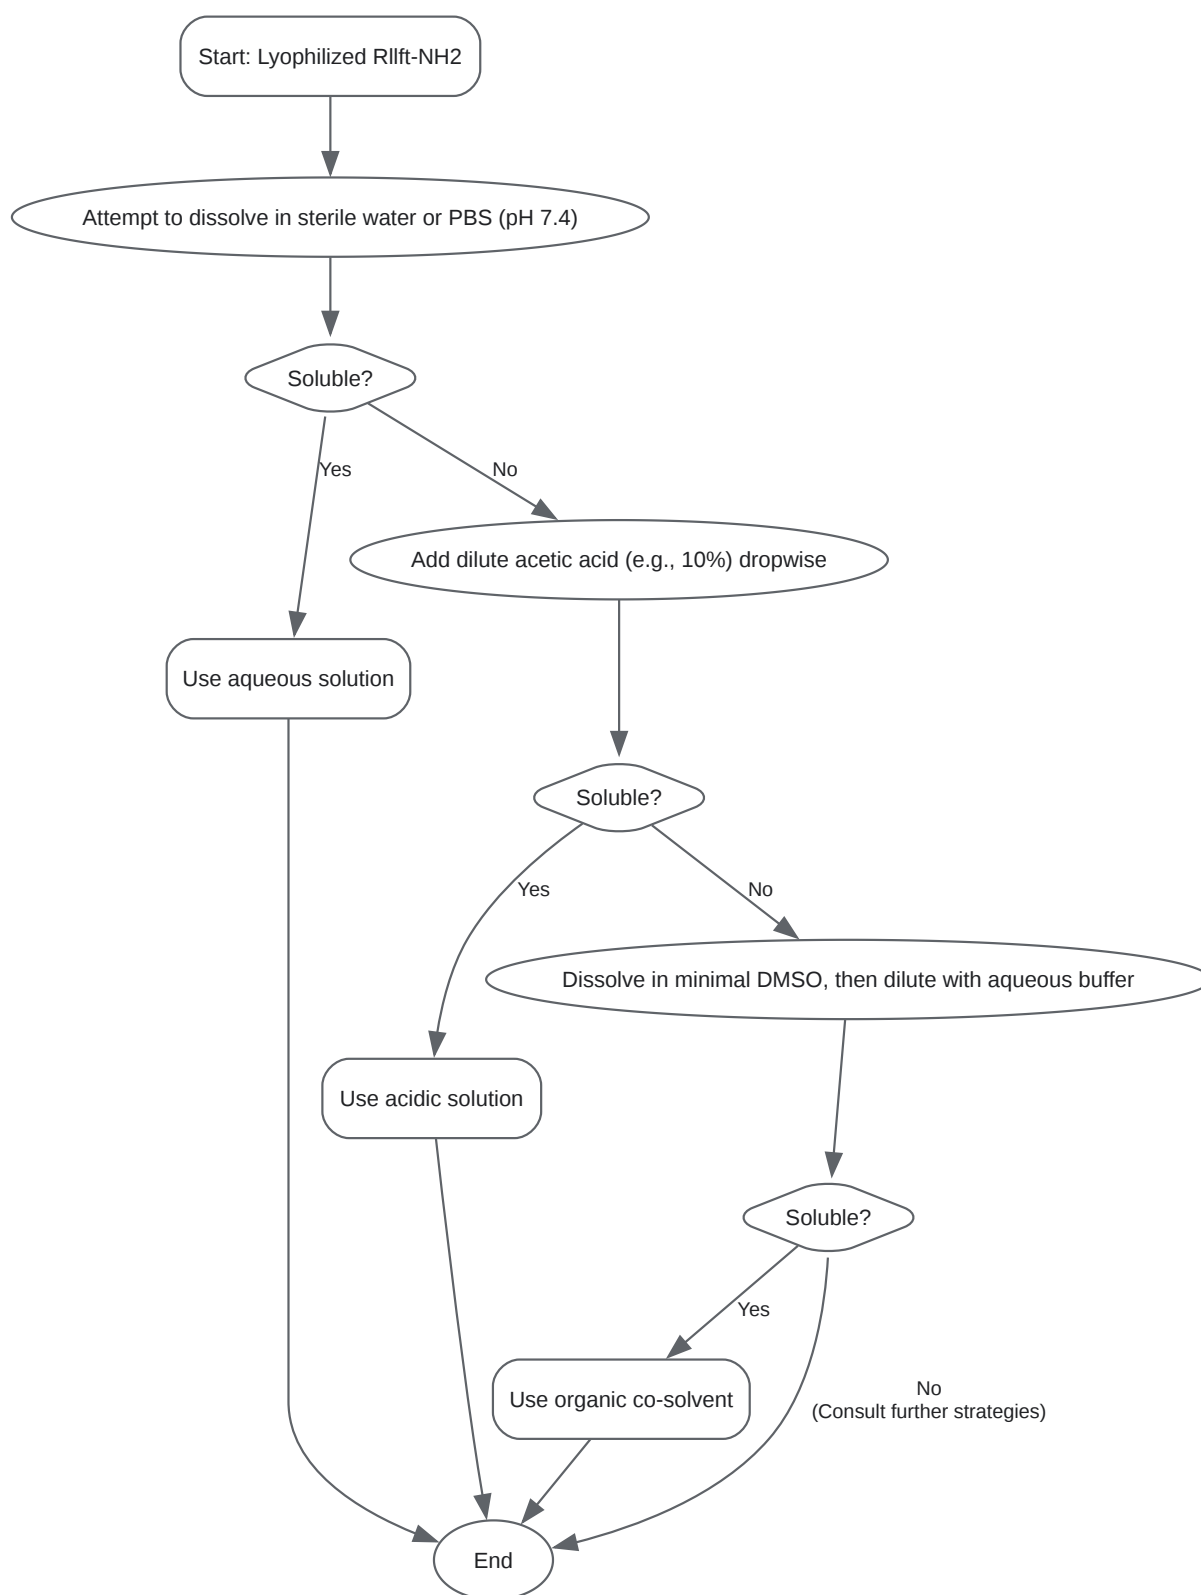 Start: Lyophilized Rllft-NH2
Attempt to dissolve in sterile water or PBS (pH 7.4)
Soluble?
Yes
No
Add dilute acetic acid (e.g., 10%) dropwise
Use aqueous solution
Soluble?
Yes
No
Dissolve in minimal DMSO, then dilute with aqueous buffer
Use acidic solution
Soluble?
Yes
No
(Consult further strategies)
Use organic co-solvent
End